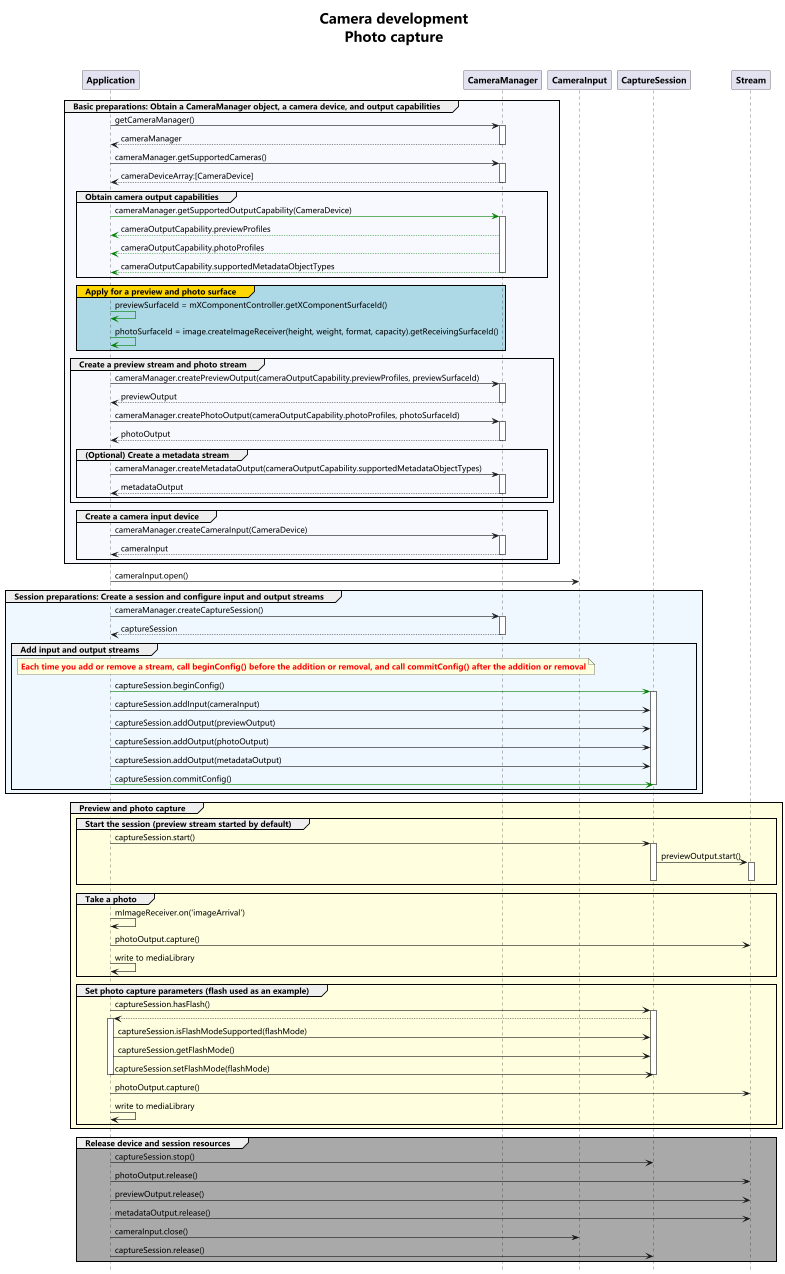 Camera development
Photo capture
Application
CameraManager
CameraInput
CaptureSession
Stream
Basic preparations: Obtain a CameraManager object, a camera device, and output capabilities
getCameraManager()
cameraManager
cameraManager.getSupportedCameras()
cameraDeviceArray:[CameraDevice]
Obtain camera output capabilities
cameraManager.getSupportedOutputCapability(CameraDevice)
cameraOutputCapability.previewProfiles
cameraOutputCapability.photoProfiles
cameraOutputCapability.supportedMetadataObjectTypes
Apply for a preview and photo surface
previewSurfaceId = mXComponentController.getXComponentSurfaceId()
photoSurfaceId = image.createImageReceiver(height, weight, format, capacity).getReceivingSurfaceId()
Create a preview stream and photo stream
cameraManager.createPreviewOutput(cameraOutputCapability.previewProfiles, previewSurfaceId)
previewOutput
cameraManager.createPhotoOutput(cameraOutputCapability.photoProfiles, photoSurfaceId)
photoOutput
(Optional) Create a metadata stream
cameraManager.createMetadataOutput(cameraOutputCapability.supportedMetadataObjectTypes)
metadataOutput
Create a camera input device
cameraManager.createCameraInput(CameraDevice)
cameraInput
cameraInput.open()
Session preparations: Create a session and configure input and output streams
cameraManager.createCaptureSession()
captureSession
Add input and output streams
Each time you add or remove a stream, call beginConfig() before the addition or removal, and call commitConfig() after the addition or removal
captureSession.beginConfig()
captureSession.addInput(cameraInput)
captureSession.addOutput(previewOutput)
captureSession.addOutput(photoOutput)
captureSession.addOutput(metadataOutput)
captureSession.commitConfig()
Preview and photo capture
Start the session (preview stream started by default)
captureSession.start()
previewOutput.start()
Take a photo
mImageReceiver.on('imageArrival')
photoOutput.capture()
write to mediaLibrary
Set photo capture parameters (flash used as an example)
captureSession.hasFlash()
captureSession.isFlashModeSupported(flashMode)
captureSession.getFlashMode()
captureSession.setFlashMode(flashMode)
photoOutput.capture()
write to mediaLibrary
Release device and session resources
captureSession.stop()
photoOutput.release()
previewOutput.release()
metadataOutput.release()
cameraInput.close()
captureSession.release()